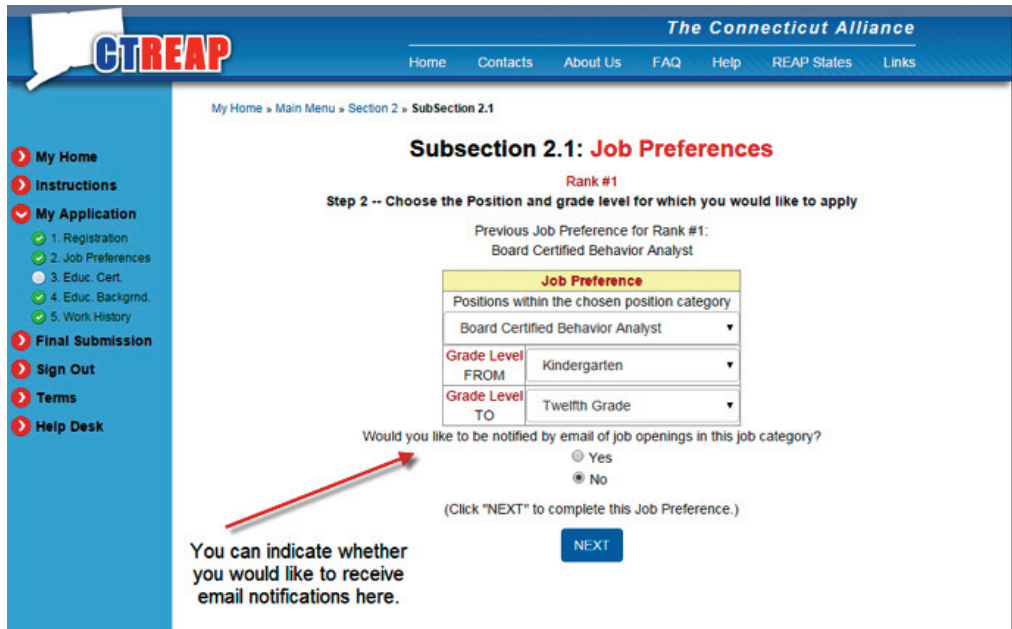 The Connecticut Alliance
CTREAP
Home Contacts About Us FAQ Help REAP States Links
My Home » Main Menu » Section 2 » SubSection 2.1
My Home
Instructions
My Application
1. Registration
2. Job Preferences
3. Educ. Cert.
4. Educ. Backgrnd.
5. Work History
Final Submission
Sign Out
Terms
Help Desk
Subsection 2.1: Job Preferences
Rank #1
Step 2 -- Choose the Position and grade level for which you would like to apply
Previous Job Preference for Rank #1:
Board Certified Behavior Analyst
Job Preference
Positions within the chosen position category
Board Certified Behavior Analyst
Grade Level
FROM
Kindergarten
Grade Level
TO
Twelfth Grade
Would you like to be notified by email of job openings in this job category?
Yes
No
(Click "NEXT" to complete this Job Preference.)
NEXT
You can indicate whether
you would like to receive
email notifications here.